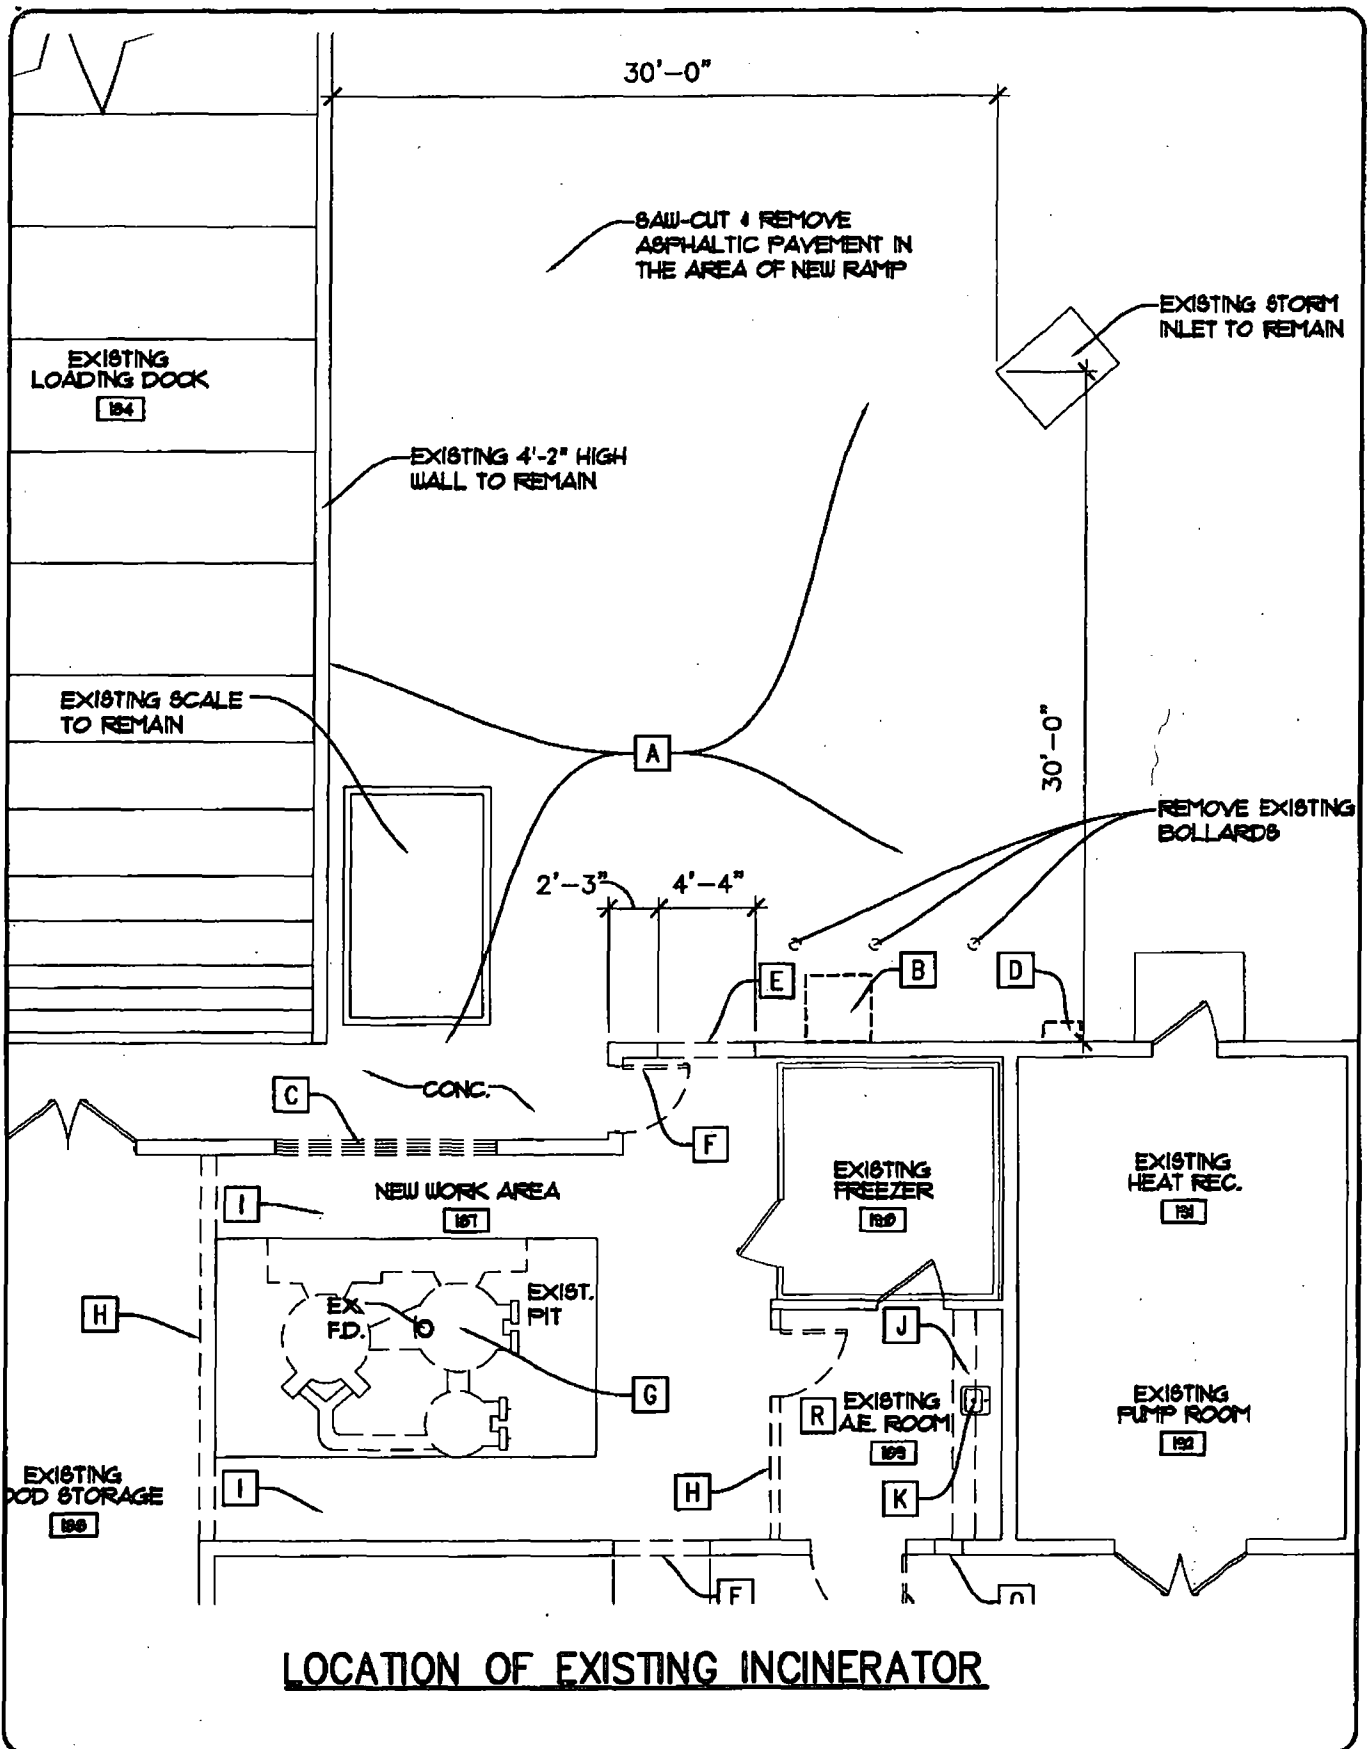 30'-0"
SAW-CUT & REMOVE
ASPHALTIC PAVEMENT IN
THE AREA OF NEW RAMP
EXISTING STORM
INLET TO REMAIN
EXISTING
LOADING DOCK
184
EXISTING 4'-2" HIGH
WALL TO REMAIN
EXISTING SCALE
TO REMAIN
A
30'-0"
REMOVE EXISTING
BOLLARDS
2'-3"
4'-4"
E
B
D
C
CONC.
F
NEW WORK AREA
187
I
EXISTING
FREEZER
EXISTING
HEAT REC.
191
H
EX.
F.D.
EXIST.
PIT
J
G
R
EXISTING
A.E. ROOM
EXISTING
PUMP ROOM
192
EXISTING
OOD STORAGE
I
H
K
F
LOCATION OF EXISTING INCINERATOR